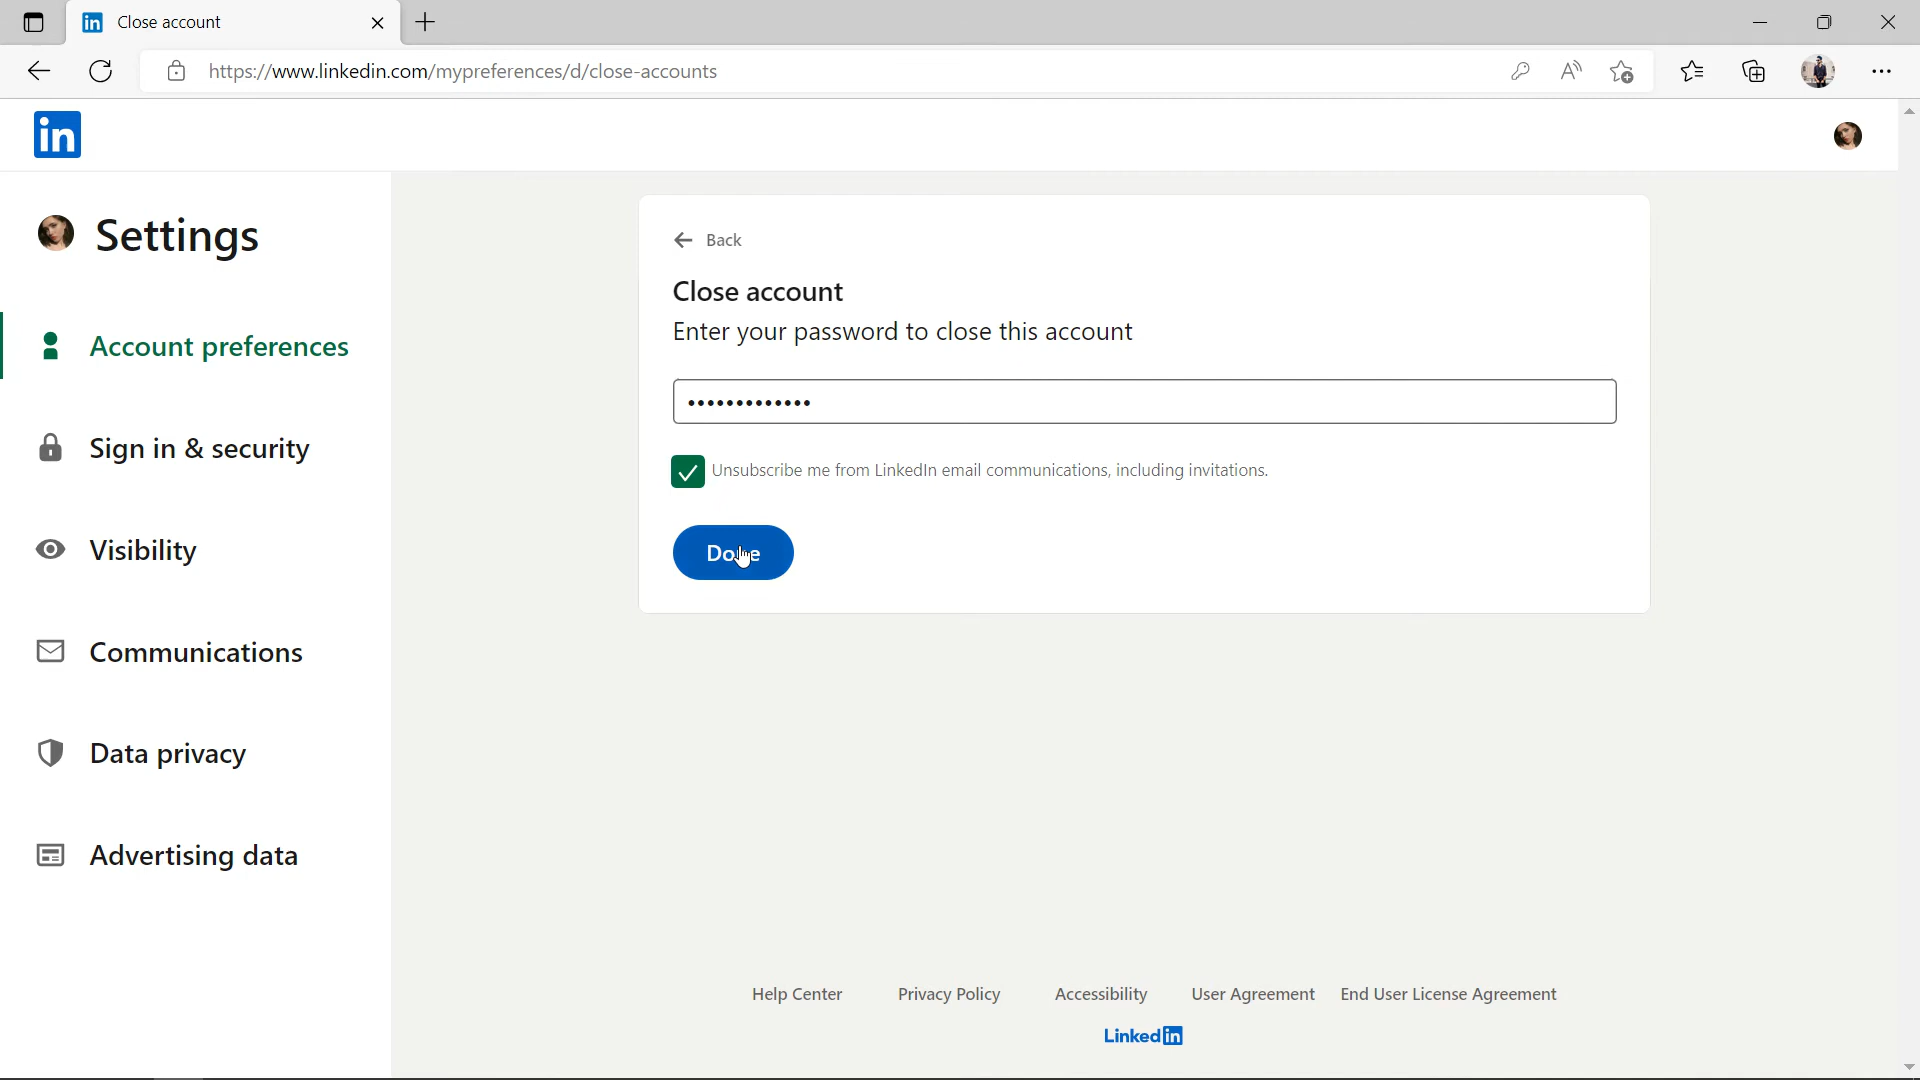 Close account
https://www.linkedin.com/mypreferences/d/close-accounts
in
Settings
Account preferences
Sign in & security
Visibility
Communications
Data privacy
Advertising data
Back
Close account
Enter your password to close this account
•••••••••••••
Unsubscribe me from LinkedIn email communications, including invitations.
Done
Help Center Privacy Policy Accessibility User Agreement End User License Agreement
Linked in